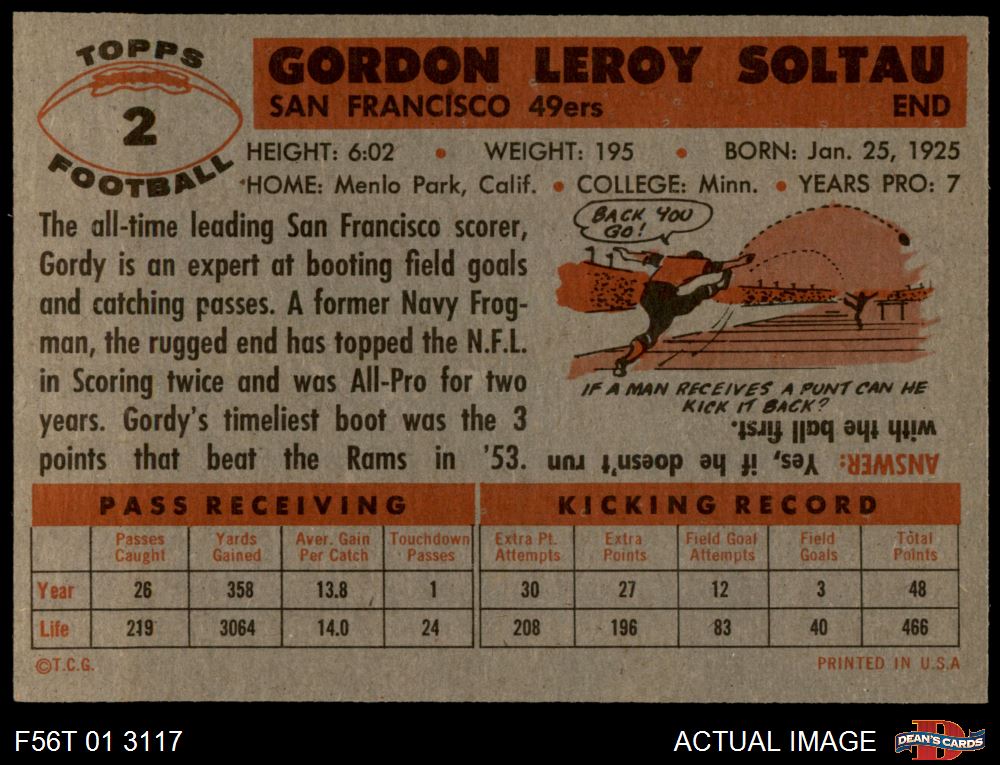 TOPPS
2
FOOTBALL
GORDON LEROY SOLTAU
SAN FRANCISCO 49ers END
HEIGHT: 6:02 • WEIGHT: 195 • BORN: Jan. 25, 1925
HOME: Menlo Park, Calif. • COLLEGE: Minn. • YEARS PRO: 7
The all-time leading San Francisco scorer,
Gordy is an expert at booting field goals
and catching passes. A former Navy Frog-
man, the rugged end has topped the N.F.L.
in Scoring twice and was All-Pro for two
years. Gordy's timeliest boot was the 3
points that beat the Rams in '53.
BACK YOU
GO!
IF A MAN RECEIVES A PUNT CAN HE
KICK IT BACK?
ANSWER: Yes, if he doesn't run
with the ball first.
PASS RECEIVING KICKING RECORD
Passes Caught Yards Gained Aver. Gain Per Catch Touchdown Passes Extra Pt. Attempts Extra Points Field Goal Attempts Field Goals Total Points
Year 26 358 13.8 1 30 27 12 3 48
Life 219 3064 14.0 24 208 196 83 40 466
©T.C.G. PRINTED IN U.S.A
F56T 01 3117 ACTUAL IMAGE DEAN'S CARDS